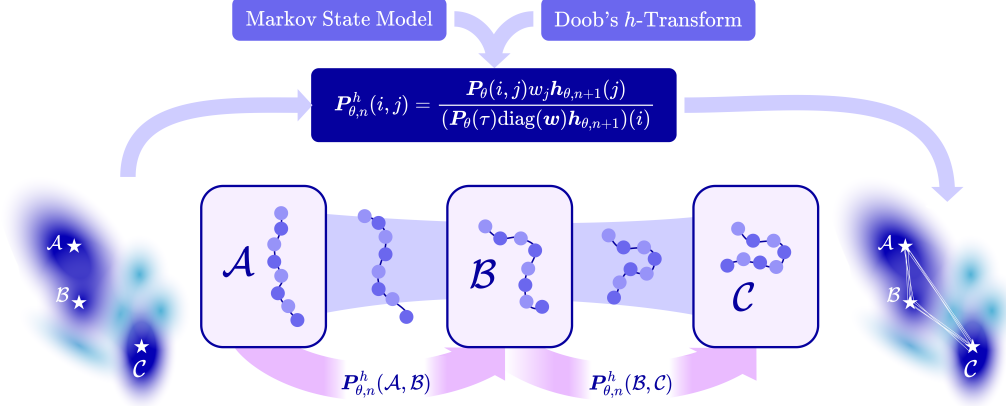 Markov State Model
Doob's h-Transform
P^h_{θ,n}(i, j) = P_θ(i, j)w_j h_{θ,n+1}(j) / (P_θ(τ)diag(w)h_{θ,n+1})(i)
A
B
C
A
B
C
A
B
C
P^h_{θ,n}(A, B)
P^h_{θ,n}(B, C)